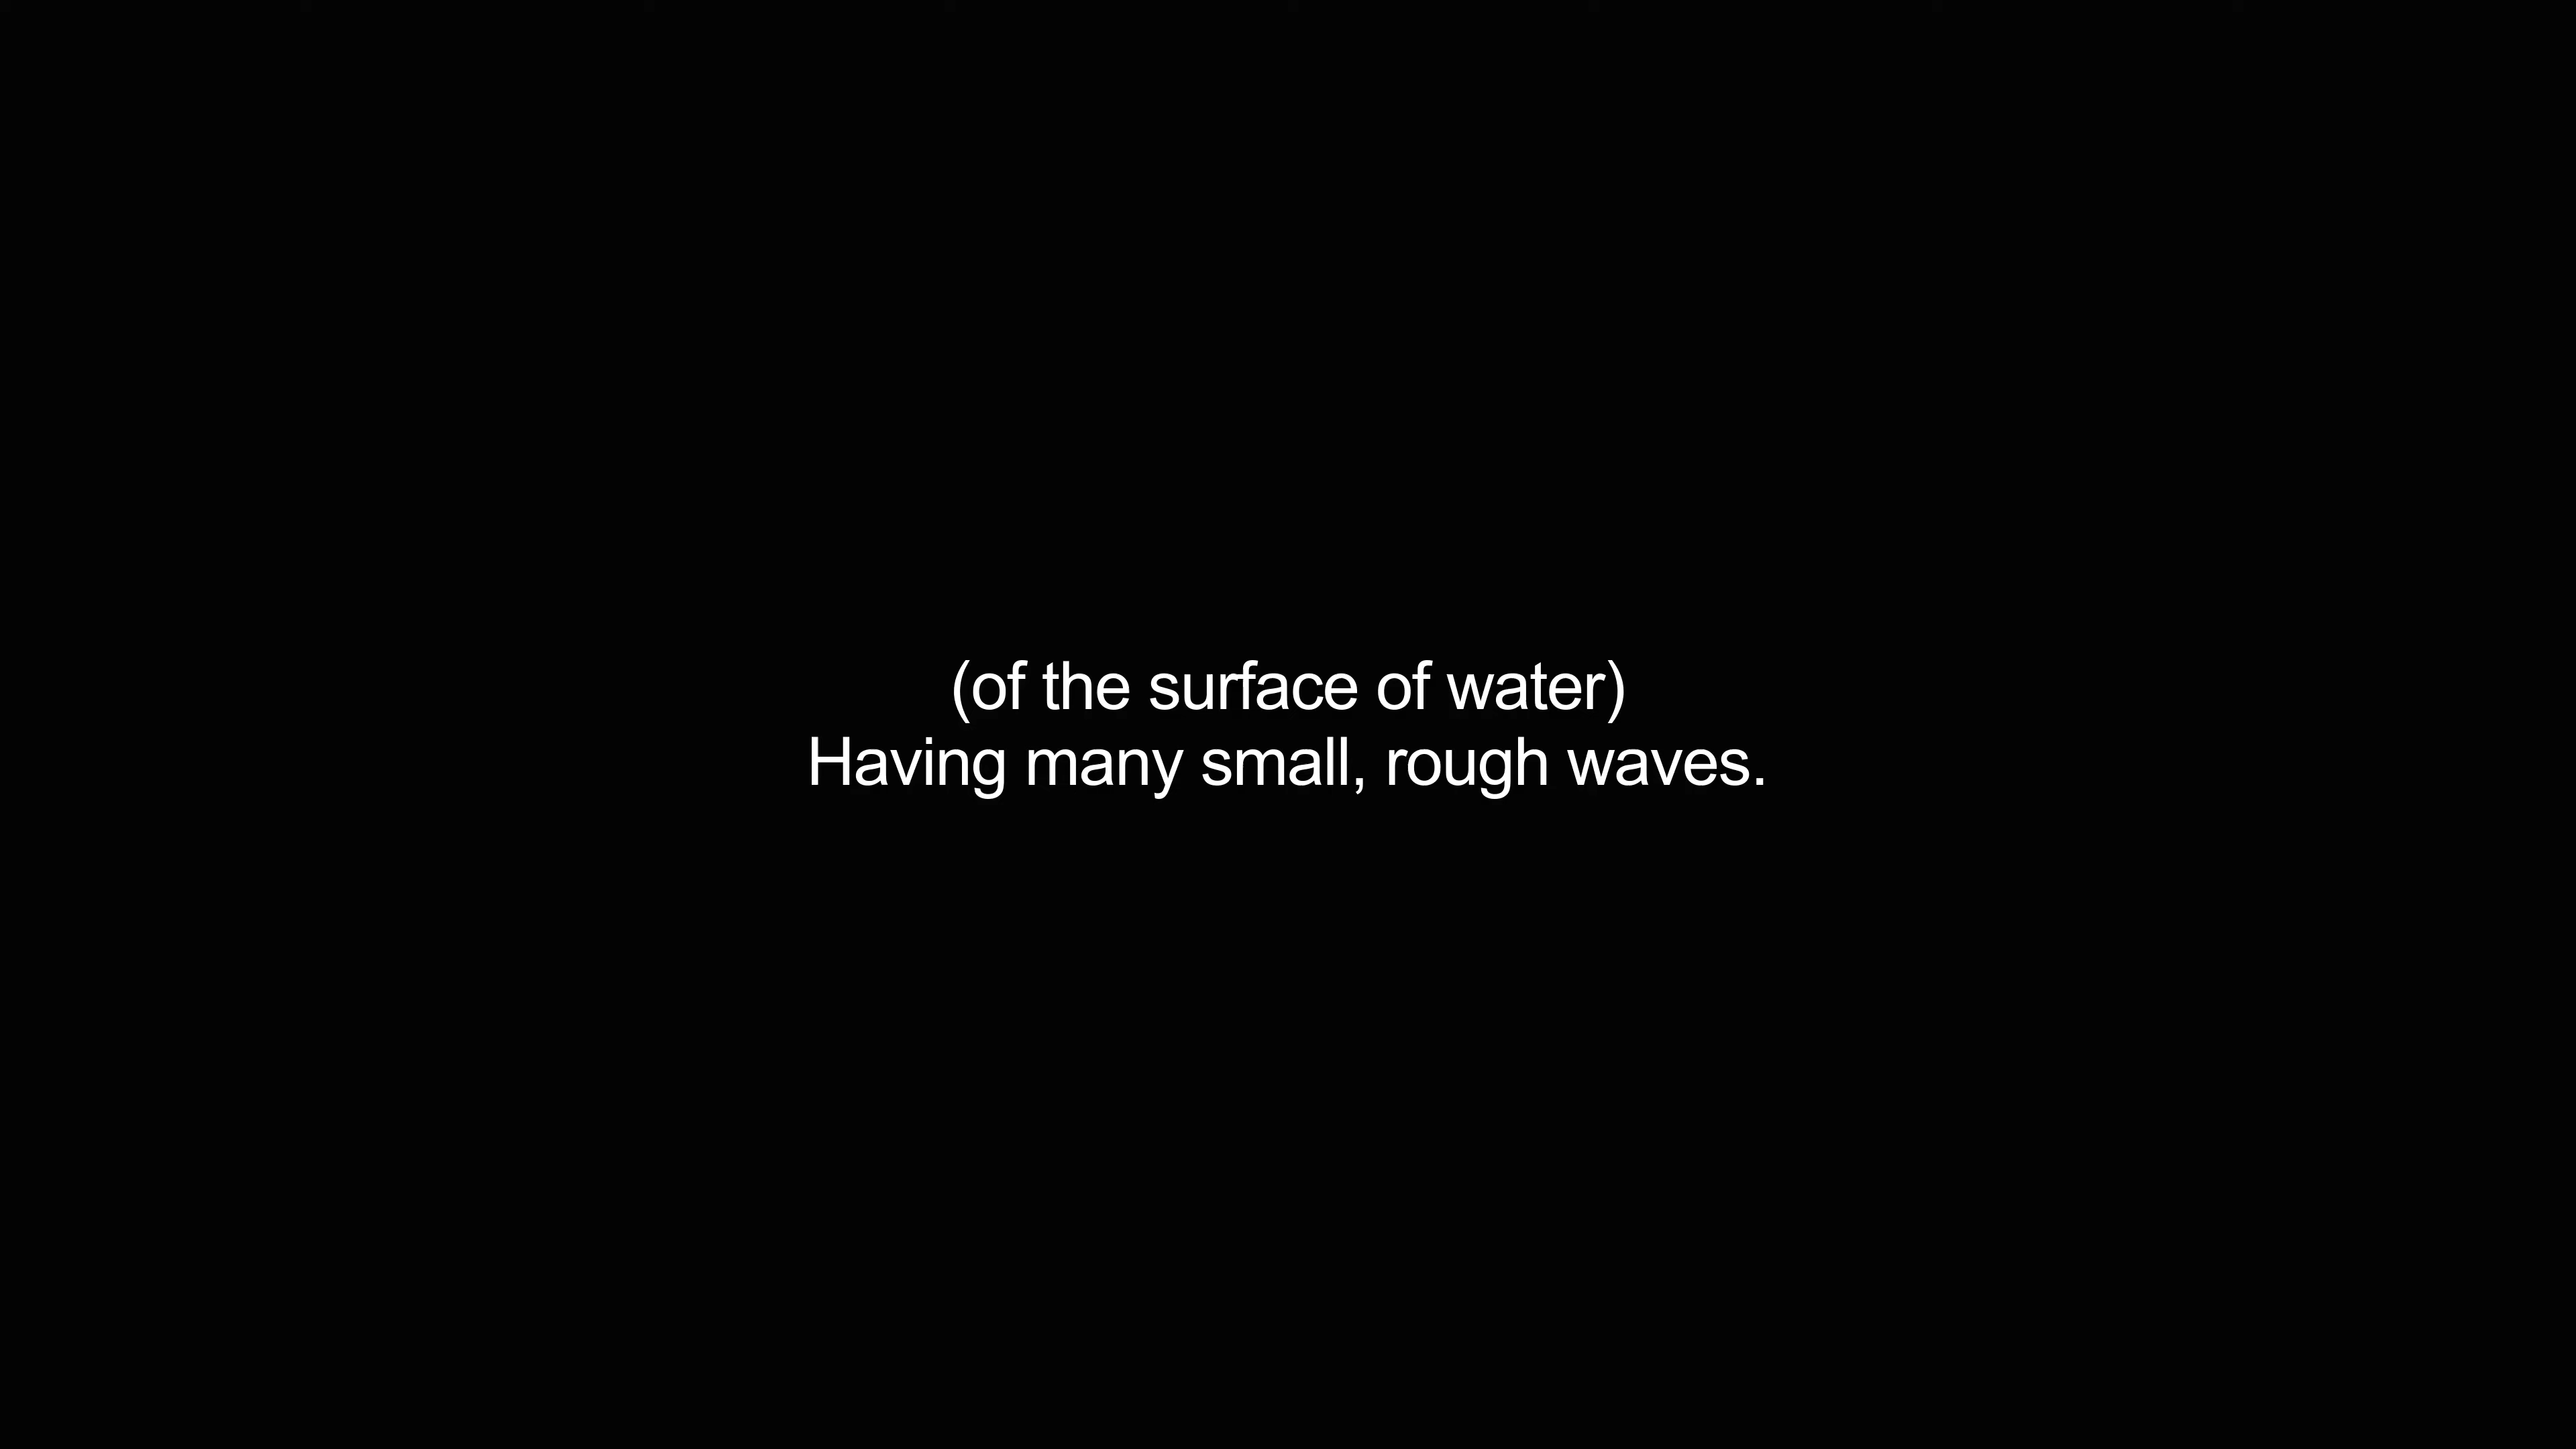 (of the surface of water)
Having many small, rough waves.